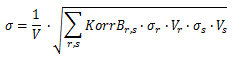 σ = 1/V · √(∑_{r,s} KorrB_{r,s} · σ_r · V_r · σ_s · V_s)